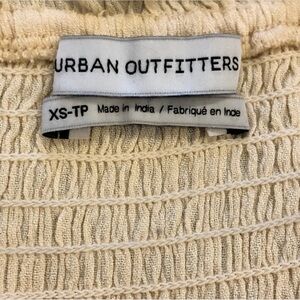 URBAN OUTFITTERS
XS-TP Made in India / Fabriqué en Inde